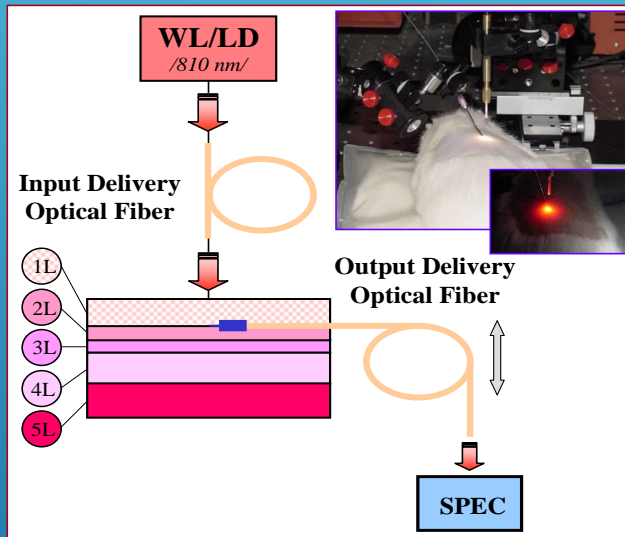 WL/LD
/810 nm/
Input Delivery
Optical Fiber
Output Delivery
Optical Fiber
1L
2L
3L
4L
5L
SPEC